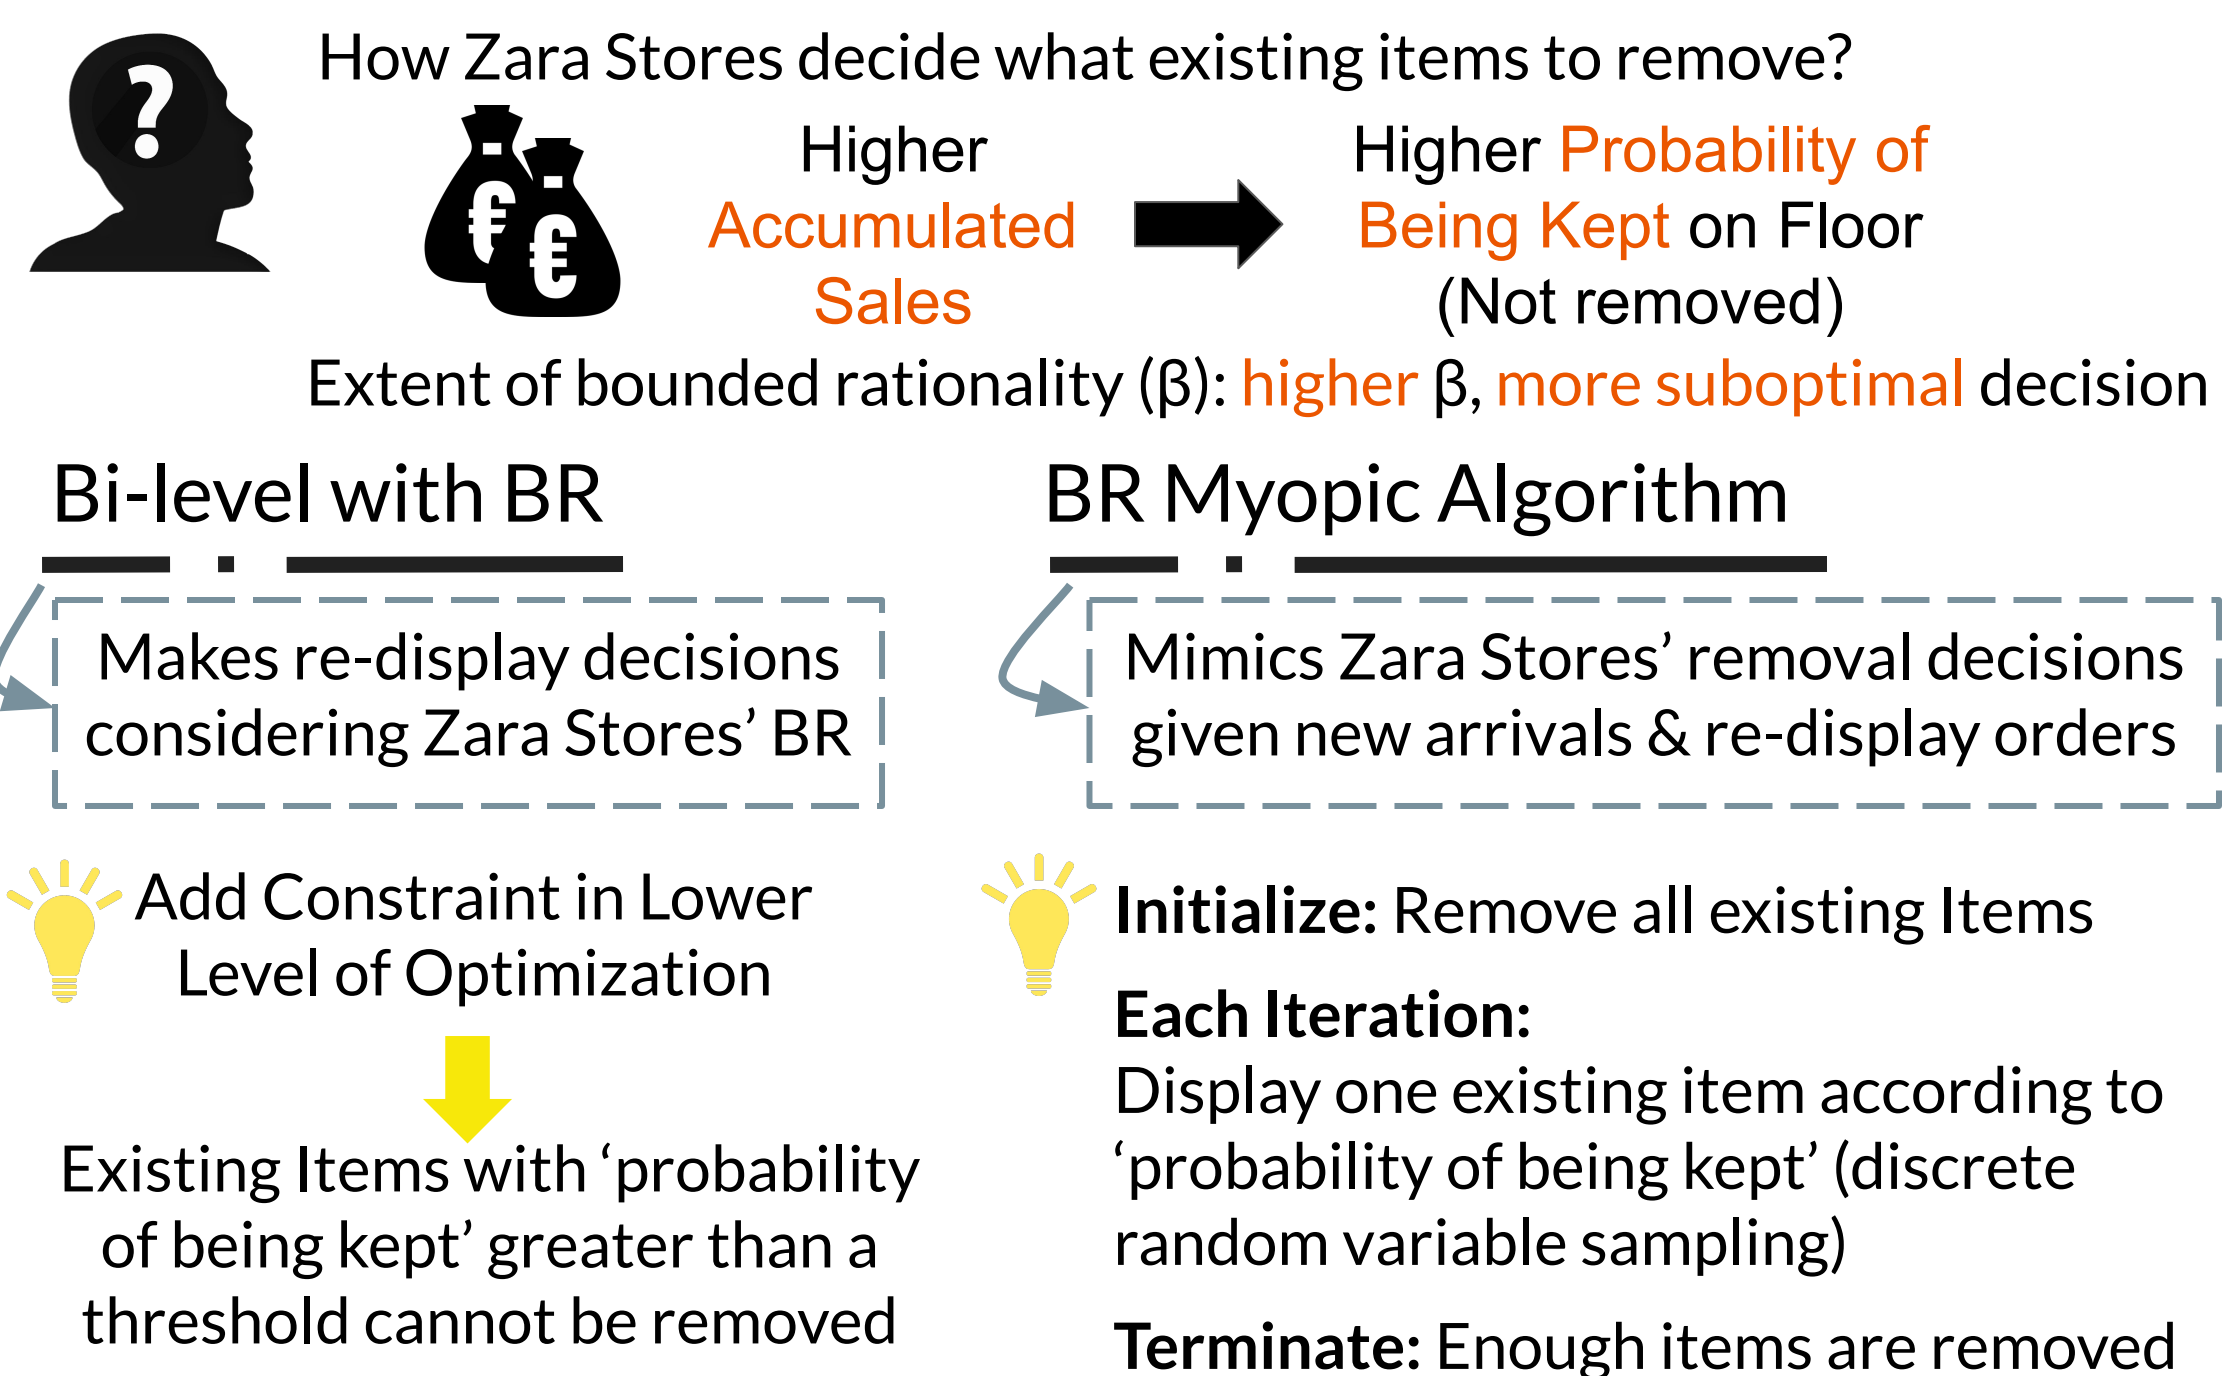 How Zara Stores decide what existing items to remove?
?
€
€
Higher
Accumulated
Sales
Higher Probability of
Being Kept on Floor
(Not removed)
Extent of bounded rationality (β): higher β, more suboptimal decision
Bi-level with BR
Makes re-display decisions
considering Zara Stores’ BR
Add Constraint in Lower
Level of Optimization
Existing Items with ‘probability
of being kept’ greater than a
threshold cannot be removed
BR Myopic Algorithm
Mimics Zara Stores’ removal decisions
given new arrivals & re-display orders
Initialize: Remove all existing Items
Each Iteration:
Display one existing item according to
‘probability of being kept’ (discrete
random variable sampling)
Terminate: Enough items are removed